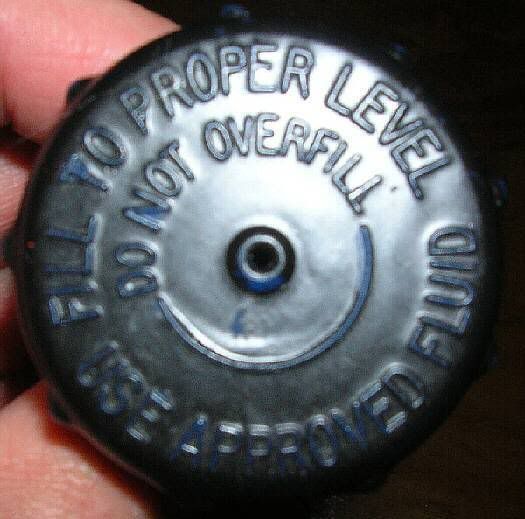 FILL TO PROPER LEVEL
DO NOT OVERFILL
USE APPROVED FLUID